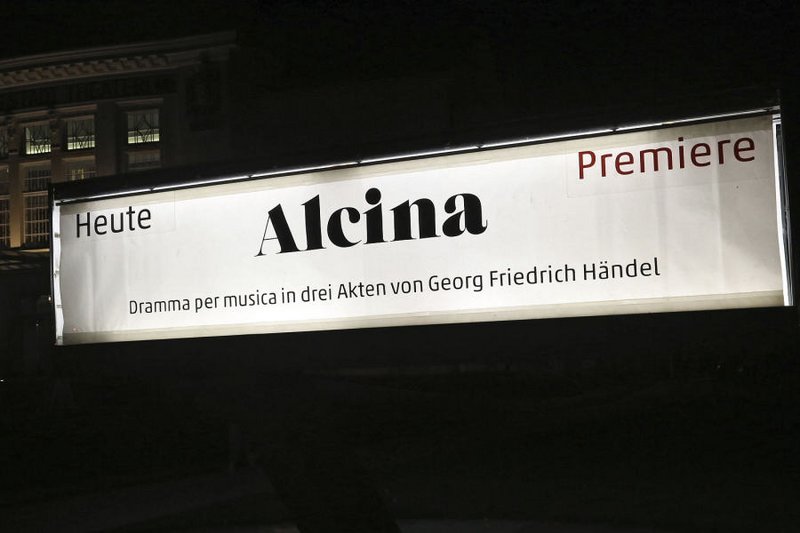 Heute
Alcina
Premiere
Dramma per musica in drei Akten von Georg Friedrich Händel